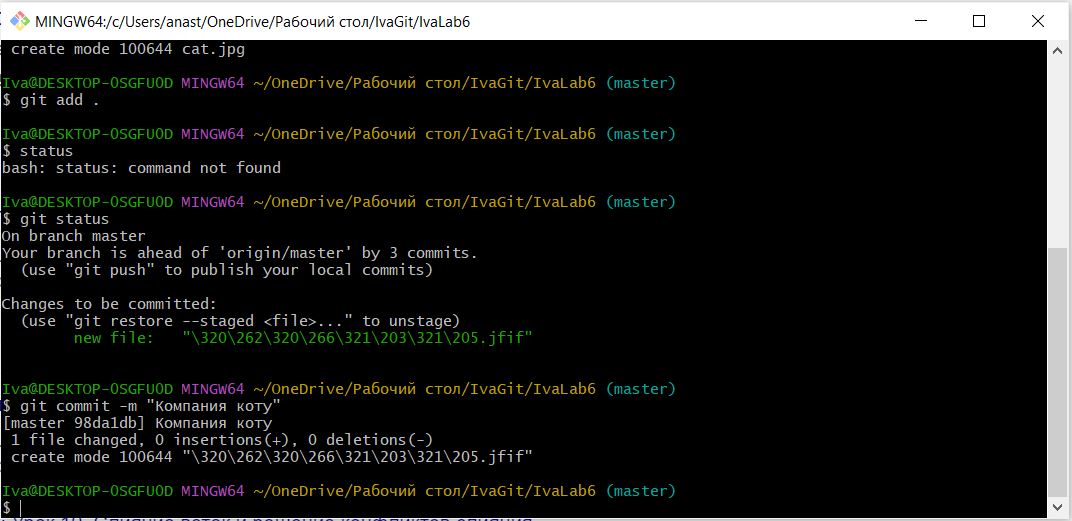 MINGW64:/c/Users/anast/OneDrive/Рабочий стол/IvaGit/IvaLab6
create mode 100644 cat.jpg
Iva@DESKTOP-OSGFUOD MINGW64 ~/OneDrive/Рабочий стол/IvaGit/IvaLab6 (master)
$ git add .
Iva@DESKTOP-OSGFUOD MINGW64 ~/OneDrive/Рабочий стол/IvaGit/IvaLab6 (master)
$ status
bash: status: command not found
Iva@DESKTOP-OSGFUOD MINGW64 ~/OneDrive/Рабочий стол/IvaGit/IvaLab6 (master)
$ git status
On branch master
Your branch is ahead of 'origin/master' by 3 commits.
(use "git push" to publish your local commits)
Changes to be committed:
(use "git restore --staged <file>..." to unstage)
new file: "\320\262\320\266\321\203\321\205.jfif"
Iva@DESKTOP-OSGFUOD MINGW64 ~/OneDrive/Рабочий стол/IvaGit/IvaLab6 (master)
$ git commit -m "Компания коту"
[master 98da1db] Компания коту
1 file changed, 0 insertions(+), 0 deletions(-)
create mode 100644 "\320\262\320\266\321\203\321\205.jfif"
Iva@DESKTOP-OSGFUOD MINGW64 ~/OneDrive/Рабочий стол/IvaGit/IvaLab6 (master)
$